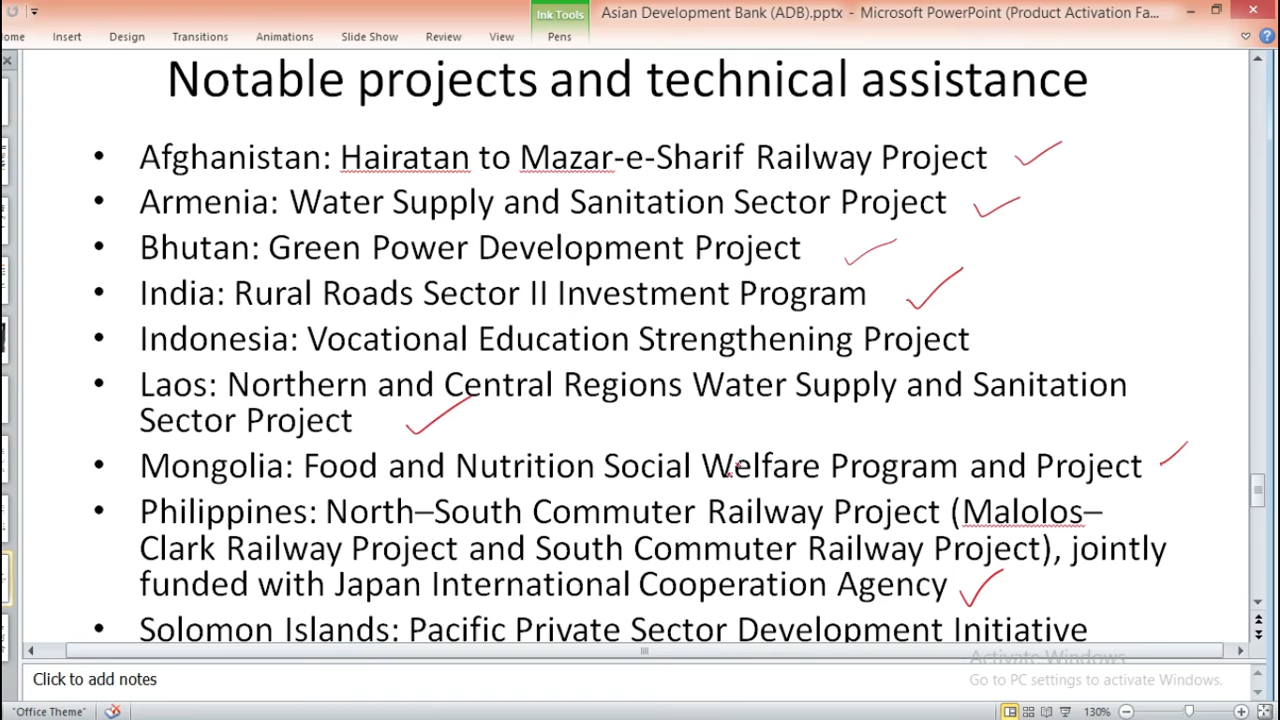 Ink Tools
Asian Development Bank (ADB).pptx - Microsoft PowerPoint (Product Activation Fa...
ome Insert Design Transitions Animations Slide Show Review View Pens
Notable projects and technical assistance
• Afghanistan: Hairatan to Mazar-e-Sharif Railway Project
• Armenia: Water Supply and Sanitation Sector Project
• Bhutan: Green Power Development Project
• India: Rural Roads Sector II Investment Program
• Indonesia: Vocational Education Strengthening Project
• Laos: Northern and Central Regions Water Supply and Sanitation
Sector Project
• Mongolia: Food and Nutrition Social Welfare Program and Project
• Philippines: North–South Commuter Railway Project (Malolos–
Clark Railway Project and South Commuter Railway Project), jointly
funded with Japan International Cooperation Agency
• Solomon Islands: Pacific Private Sector Development Initiative
Activate Windows
Go to PC settings to activate Windows.
Click to add notes
"Office Theme"
130%